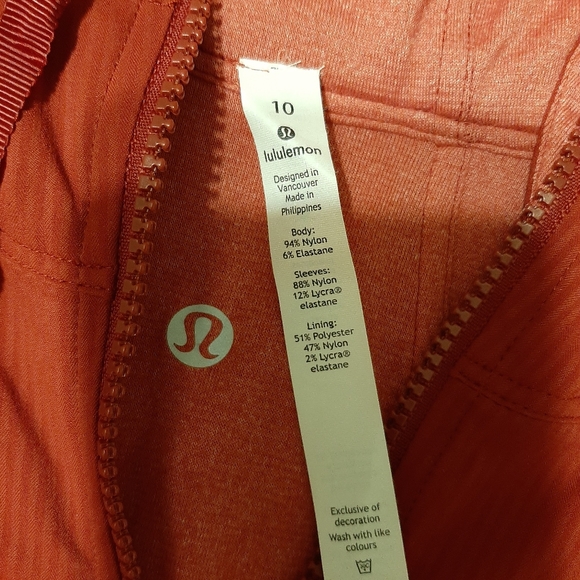 10
lululemon
Designed in
Vancouver
Made in
Philippines
Body:
94% Nylon
6% Elastane
Sleeves:
88% Nylon
12% Lycra®
elastane
Lining:
51% Polyester
47% Nylon
2% Lycra®
elastane
Exclusive of
decoration
Wash with like
colours